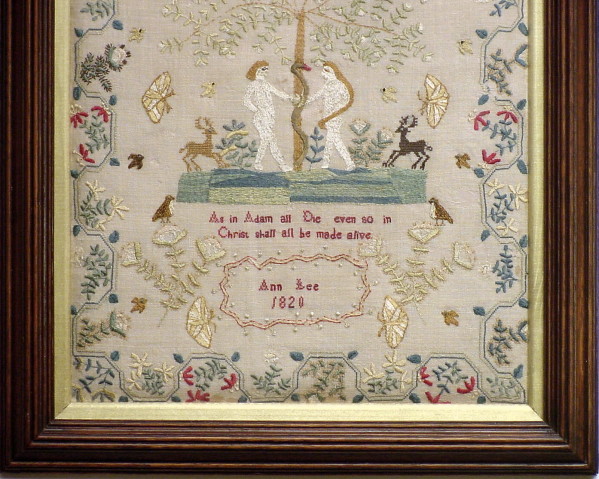 As in Adam all Die even so in
Christ shall all be made alive.
Ann Lee
1820